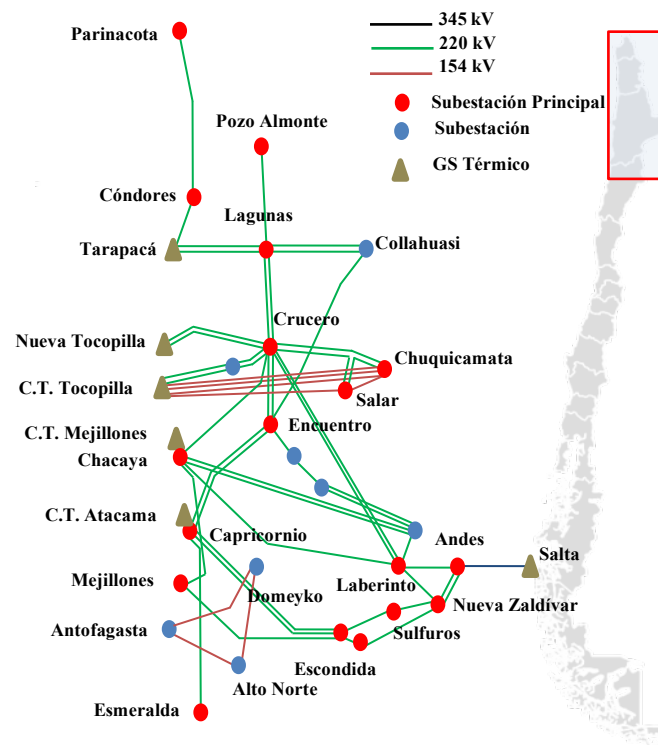 345 kV
220 kV
154 kV
Subestación Principal
Subestación
GS Térmico
Parinacota
Pozo Almonte
Cóndores
Lagunas
Tarapacá
Collahuasi
Crucero
Nueva Tocopilla
Chuquicamata
C.T. Tocopilla
Salar
Encuentro
C.T. Mejillones
Chacaya
C.T. Atacama
Capricornio
Andes
Salta
Mejillones
Domeyko
Laberinto
Nueva Zaldívar
Antofagasta
Sulfuros
Escondida
Alto Norte
Esmeralda